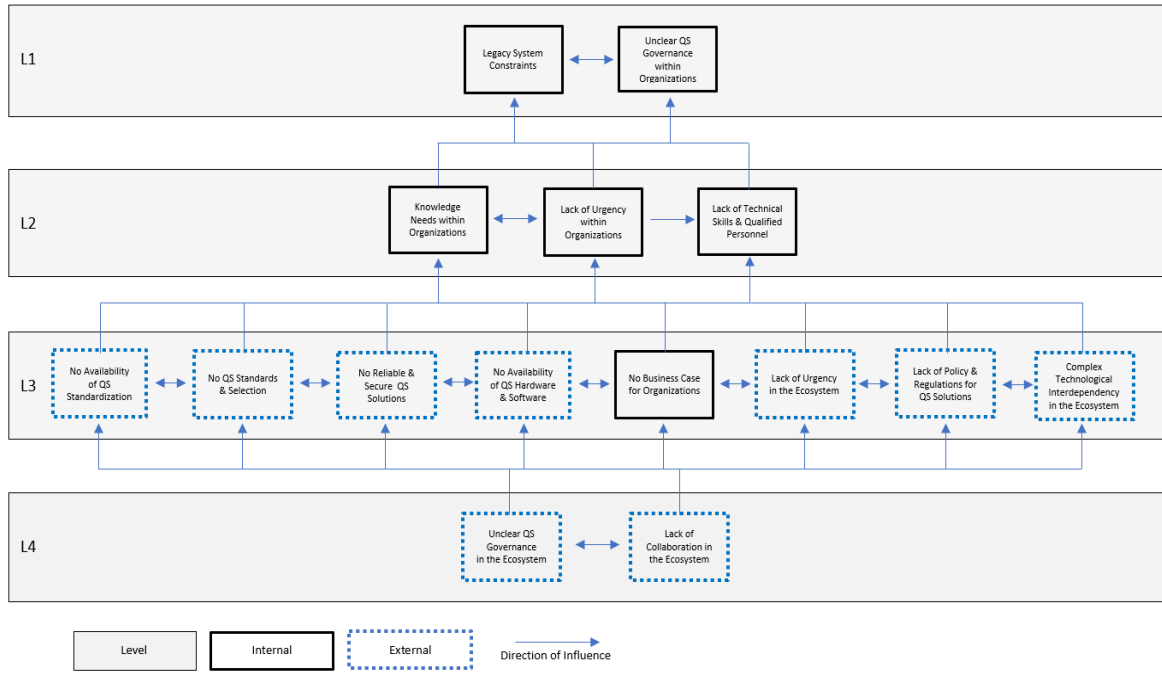 L1
Legacy System
Constraints
Unclear QS
Governance
within
Organizations
L2
Knowledge
Needs within
Organizations
Lack of Urgency
within
Organizations
Lack of Technical
Skills & Qualified
Personnel
L3
No Availability
of QS
Standardization
No QS Standards
& Selection
No Reliable &
Secure QS
Solutions
No Availability
of QS Hardware
& Software
No Business Case
for Organizations
Lack of Urgency
in the Ecosystem
Lack of Policy &
Regulations for
QS Solutions
Complex
Technological
Interdependency
in the Ecosystem
L4
Unclear QS
Governance
in the Ecosystem
Lack of
Collaboration in
the Ecosystem
Level
Internal
External
Direction of Influence